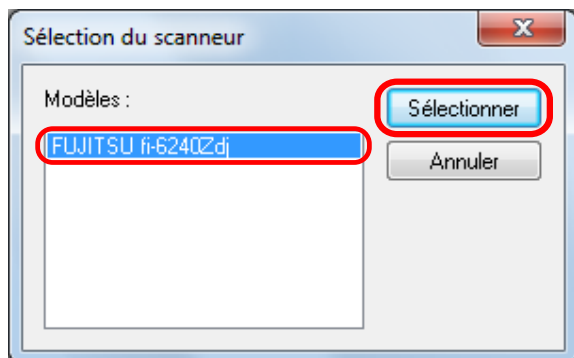 Sélection du scanneur
Modèles :
FUJITSU fi-6240Zdj
Sélectionner
Annuler